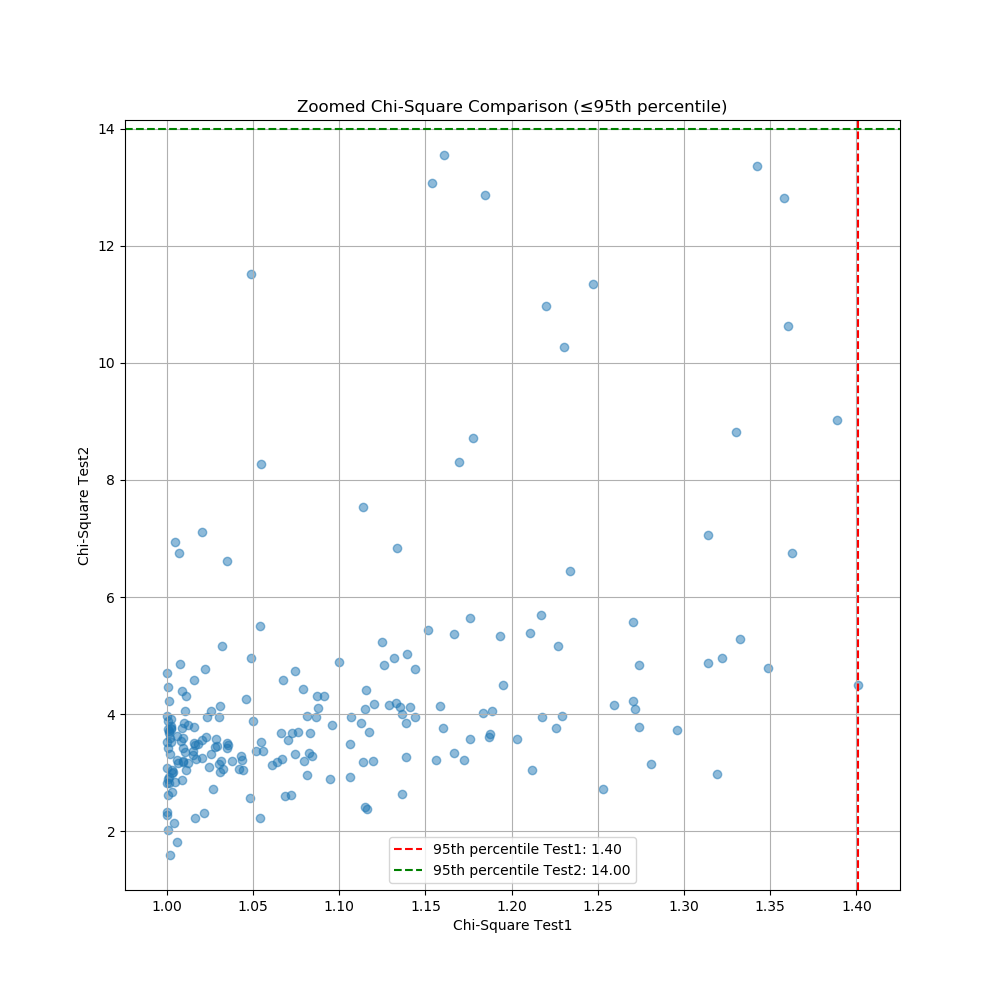 Zoomed Chi-Square Comparison (≤95th percentile)
Chi-Square Test2
14
12
10
8
6
4
2
1.00 1.05 1.10 1.15 1.20 1.25 1.30 1.35 1.40
Chi-Square Test1
95th percentile Test1: 1.40
95th percentile Test2: 14.00